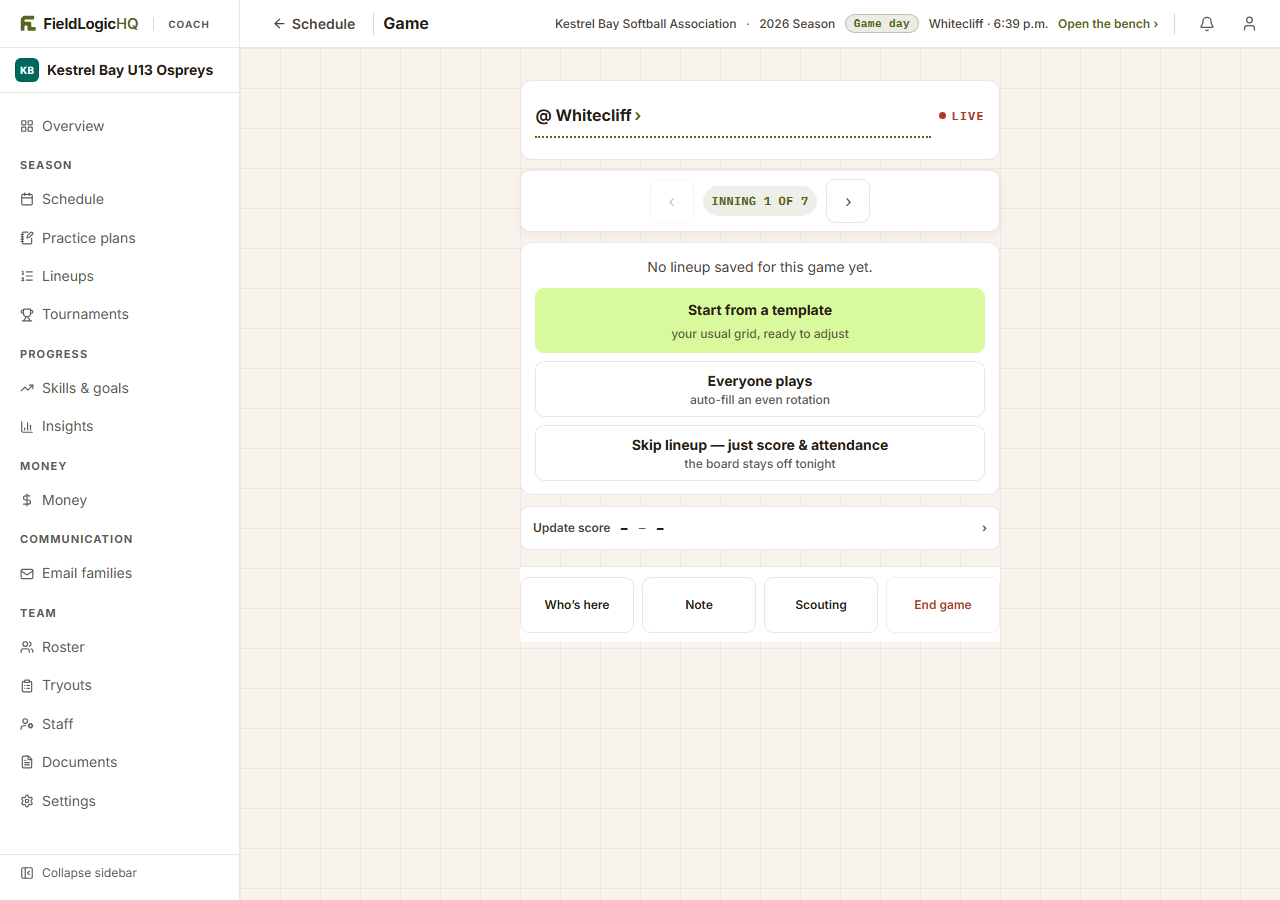 FieldLogicHQ COACH
← Schedule
Game
Kestrel Bay Softball Association · 2026 Season Game day Whitecliff · 6:39 p.m. Open the bench ›
KB Kestrel Bay U13 Ospreys
Overview
SEASON
Schedule
Practice plans
Lineups
Tournaments
PROGRESS
Skills & goals
Insights
MONEY
Money
COMMUNICATION
Email families
TEAM
Roster
Tryouts
Staff
Documents
Settings
Collapse sidebar
@ Whitecliff ›
LIVE
‹ INNING 1 OF 7 ›
No lineup saved for this game yet.
Start from a template
your usual grid, ready to adjust
Everyone plays
auto-fill an even rotation
Skip lineup — just score & attendance
the board stays off tonight
Update score – – – ›
Who’s here
Note
Scouting
End game